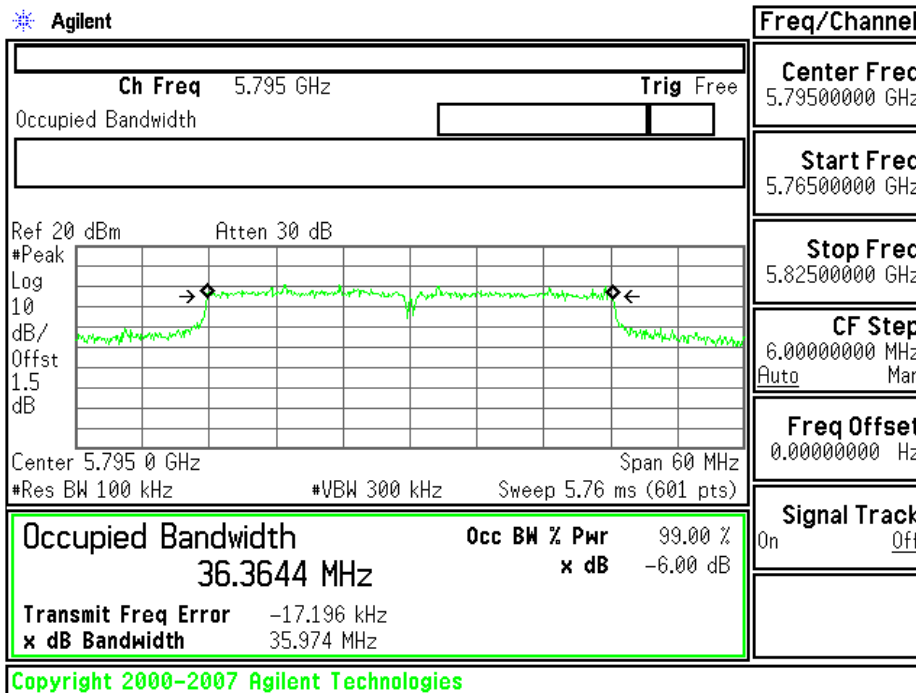 Agilent
Freq/Channel
Ch Freq 5.795 GHz Trig Free
Occupied Bandwidth
Center Freq
5.79500000 GHz
Start Freq
5.76500000 GHz
Stop Freq
5.82500000 GHz
CF Step
6.00000000 MHz
Auto Man
Freq Offset
0.00000000 Hz
Signal Track
On Off
Ref 20 dBm Atten 30 dB
#Peak
Log
10
dB/
Offst
1.5
dB
Center 5.795 0 GHz Span 60 MHz
#Res BW 100 kHz #VBW 300 kHz Sweep 5.76 ms (601 pts)
Occupied Bandwidth
36.3644 MHz
Occ BW % Pwr 99.00 %
x dB -6.00 dB
Transmit Freq Error -17.196 kHz
x dB Bandwidth 35.974 MHz
Copyright 2000-2007 Agilent Technologies